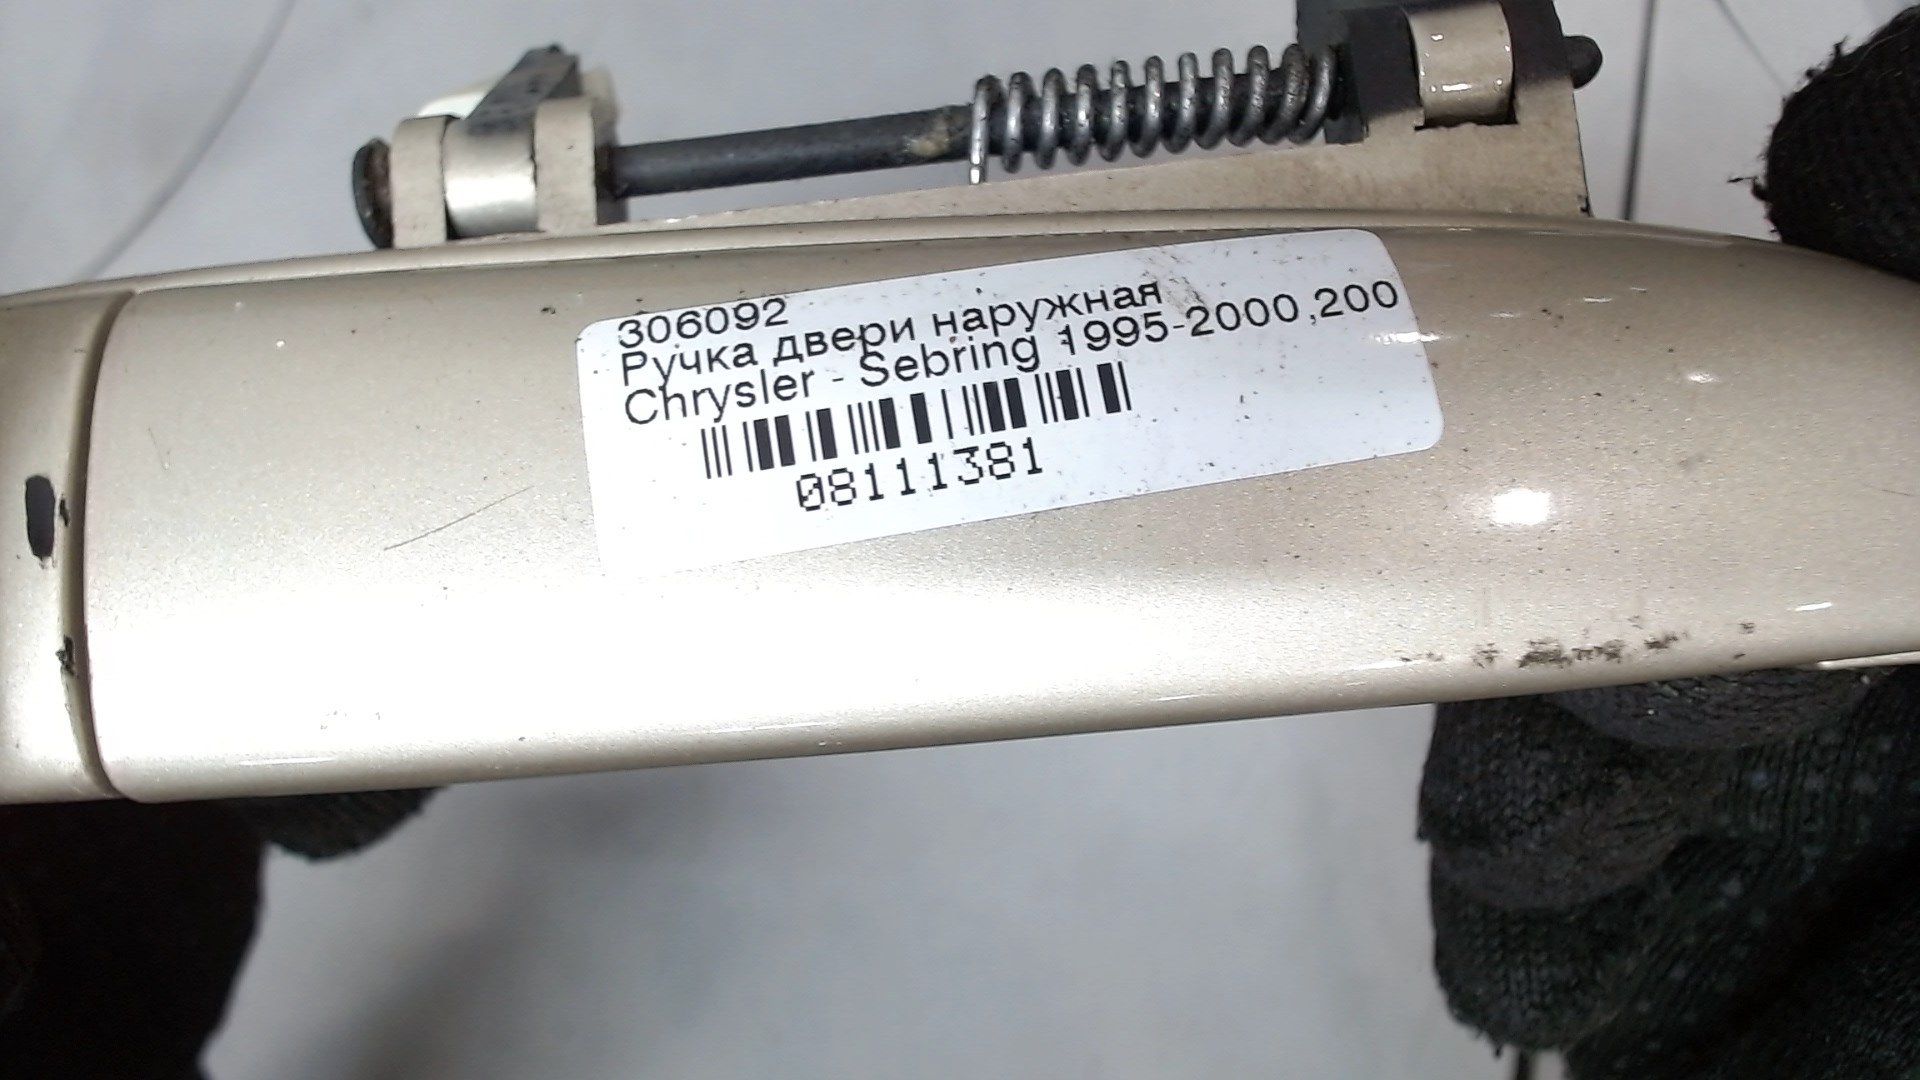 306092
Ручка двери наружная
Chrysler - Sebring 1995-2000,200
08111381